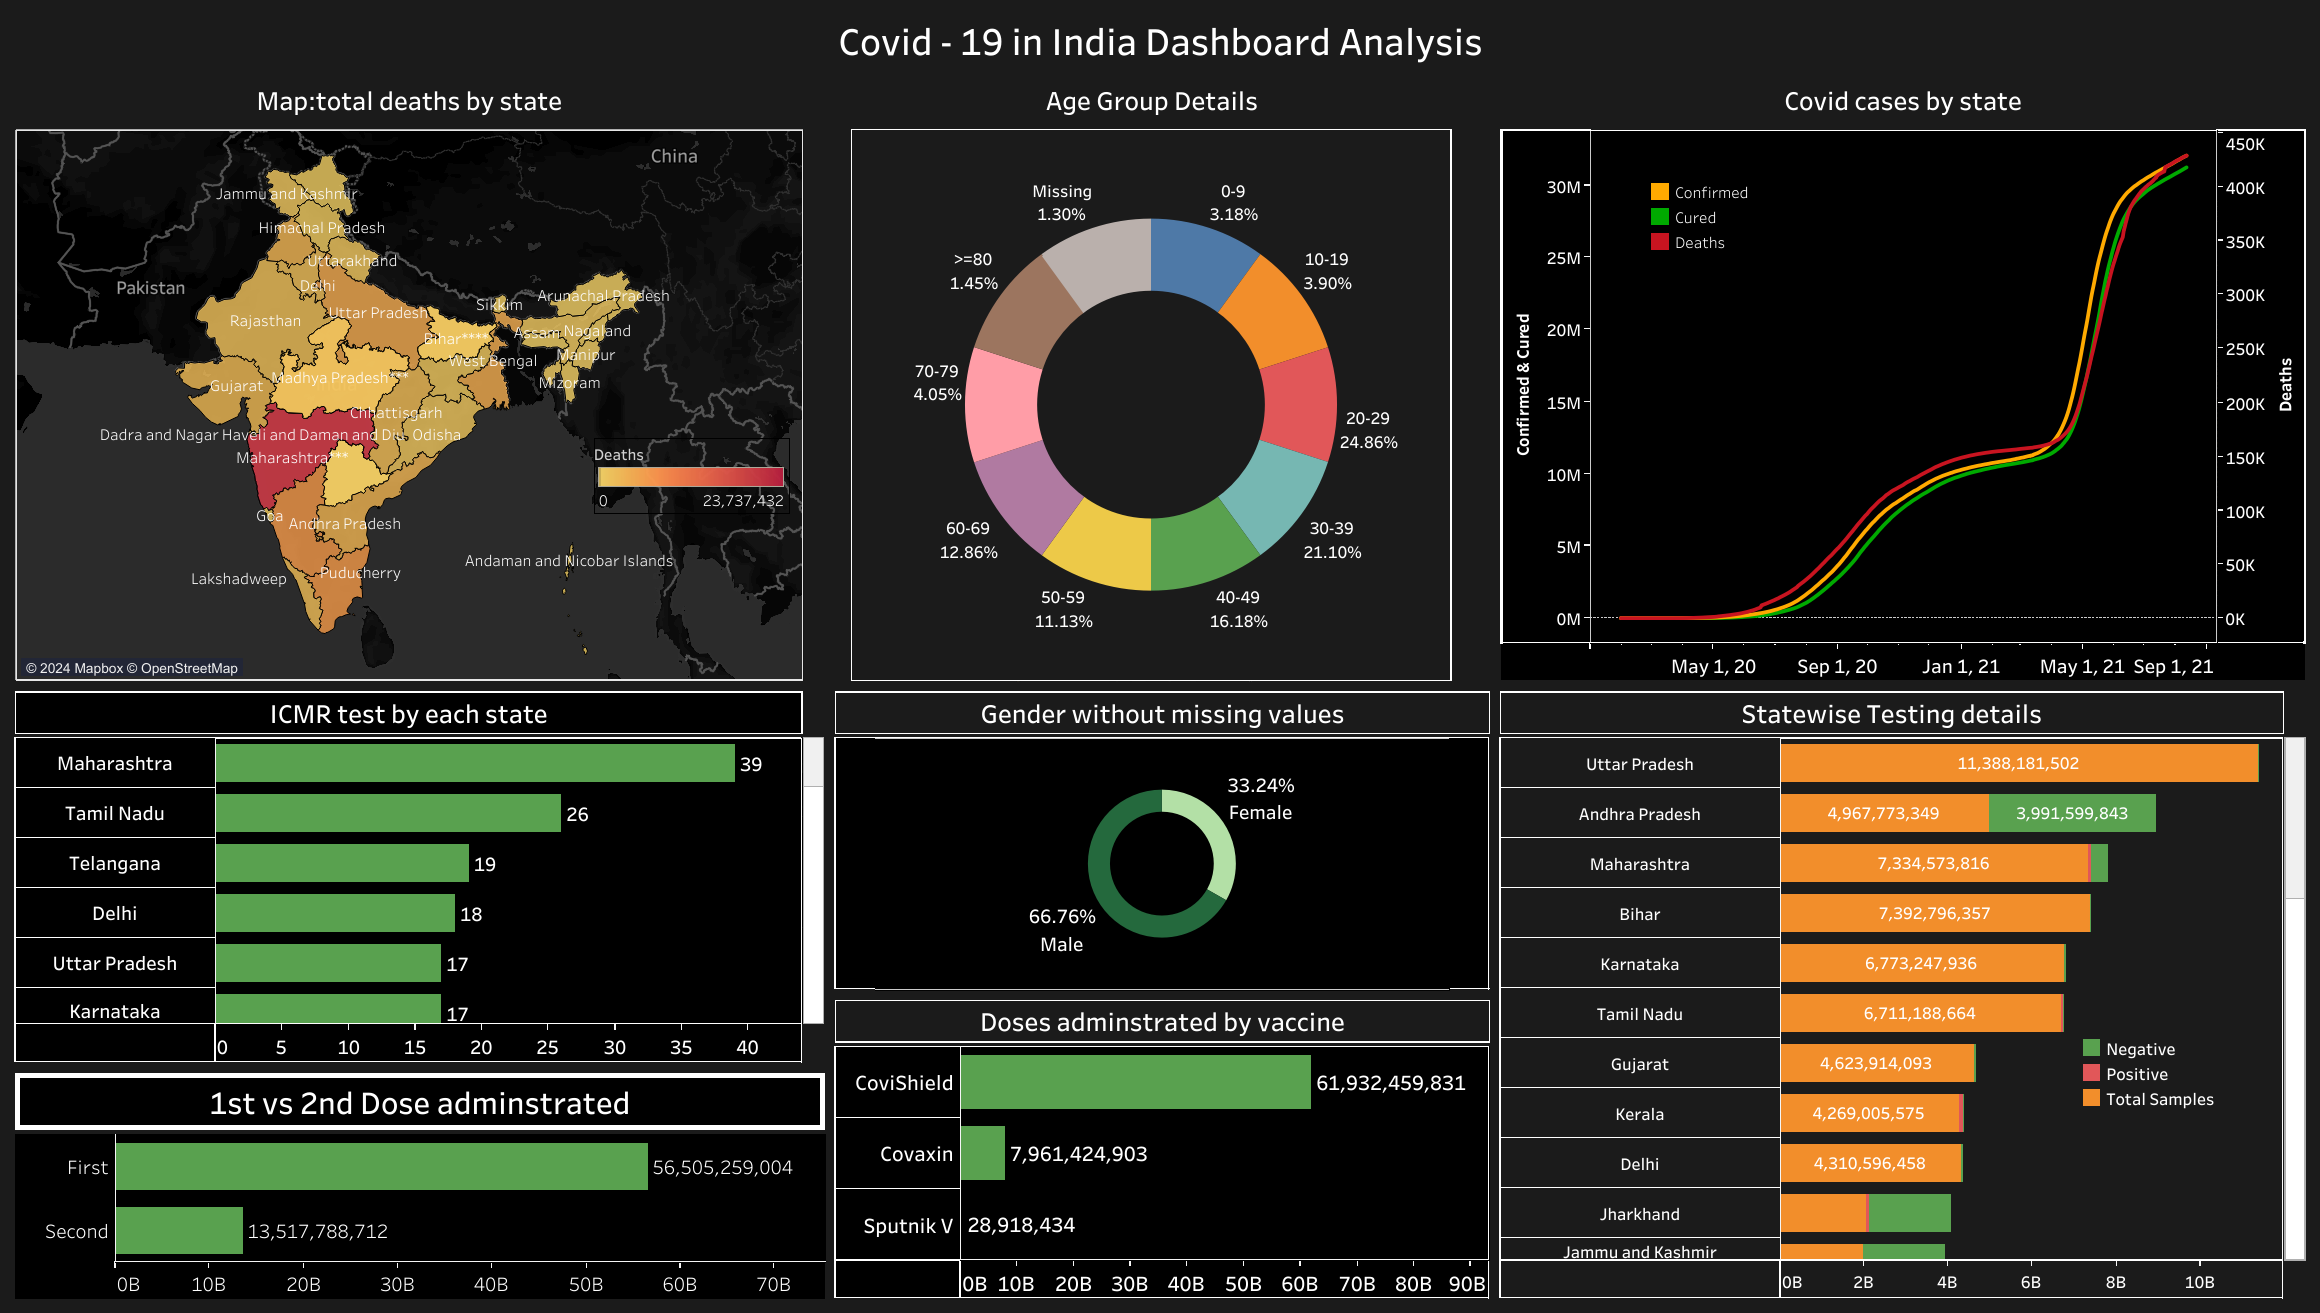 Covid - 19 in India Dashboard Analysis
Map:total deaths by state
China
Jammu and Kashmir
Himachal Pradesh
Uttarakhand
Pakistan
Delhi
Arunachal Pradesh
Sikkim
Uttar Pradesh
Rajasthan
Assam
Nagaland
Bihar****
Manipur
West Bengal
Madhya Pradesh***
Gujarat
Mizoram
Chhattisgarh
Dadra and Nagar Haveli and Daman and Diu
Odisha
Maharashtra***
Goa
Andhra Pradesh
Andaman and Nicobar Islands
Lakshadweep
Puducherry
Deaths
0
23,737,432
© 2024 Mapbox © OpenStreetMap
Age Group Details
Missing
1.30%
0-9
3.18%
>=80
1.45%
10-19
3.90%
70-79
4.05%
20-29
24.86%
60-69
12.86%
30-39
21.10%
50-59
11.13%
40-49
16.18%
Covid cases by state
Confirmed
Cured
Deaths
Confirmed & Cured
30M
25M
20M
15M
10M
5M
0M
450K
400K
350K
300K
250K
200K
150K
100K
50K
0K
Deaths
May 1, 20
Sep 1, 20
Jan 1, 21
May 1, 21
Sep 1, 21
ICMR test by each state
Maharashtra
39
Tamil Nadu
26
Telangana
19
Delhi
18
Uttar Pradesh
17
Karnataka
17
0
5
10
15
20
25
30
35
40
1st vs 2nd Dose adminstrated
First
56,505,259,004
Second
13,517,788,712
0B
10B
20B
30B
40B
50B
60B
70B
Gender without missing values
33.24%
Female
66.76%
Male
Doses adminstrated by vaccine
CoviShield
61,932,459,831
Covaxin
7,961,424,903
Sputnik V
28,918,434
0B
10B
20B
30B
40B
50B
60B
70B
80B
90B
Statewise Testing details
Uttar Pradesh
11,388,181,502
Andhra Pradesh
4,967,773,349
3,991,599,843
Maharashtra
7,334,573,816
Bihar
7,392,796,357
Karnataka
6,773,247,936
Tamil Nadu
6,711,188,664
Gujarat
4,623,914,093
Kerala
4,269,005,575
Delhi
4,310,596,458
Jharkhand
Jammu and Kashmir
Negative
Positive
Total Samples
0B
2B
4B
6B
8B
10B